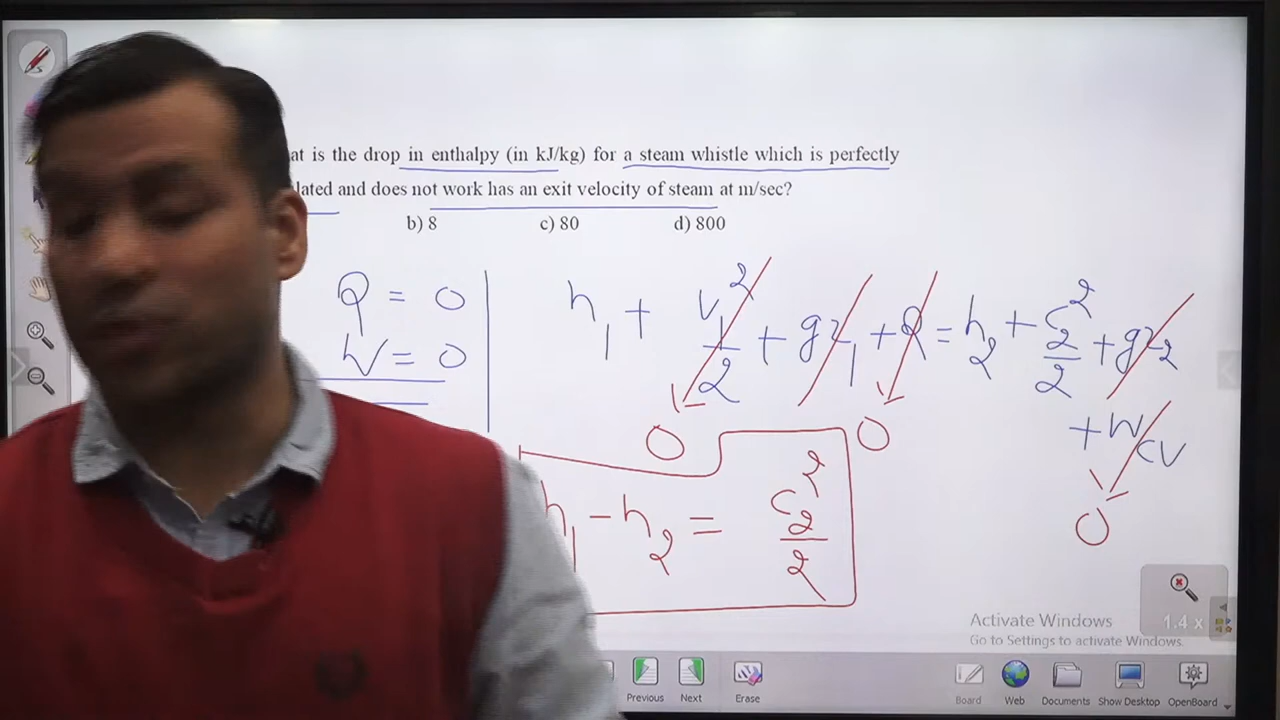 at is the drop in enthalpy (in kJ/kg) for a steam whistle which is perfectly
lated and does not work has an exit velocity of steam at m/sec?
b) 8 c) 80 d) 800
Q = 0
W = 0
h₁ + V₁²/2 + gz₁ + Q = h₂ + C₂²/2 + gz₂
+ W_CV
0 0
0
h₁ - h₂ = C₂²/2
Activate Windows
Go to Settings to activate Windows.
1.4 x
Previous Next Erase Board Web Documents Show Desktop OpenBoard